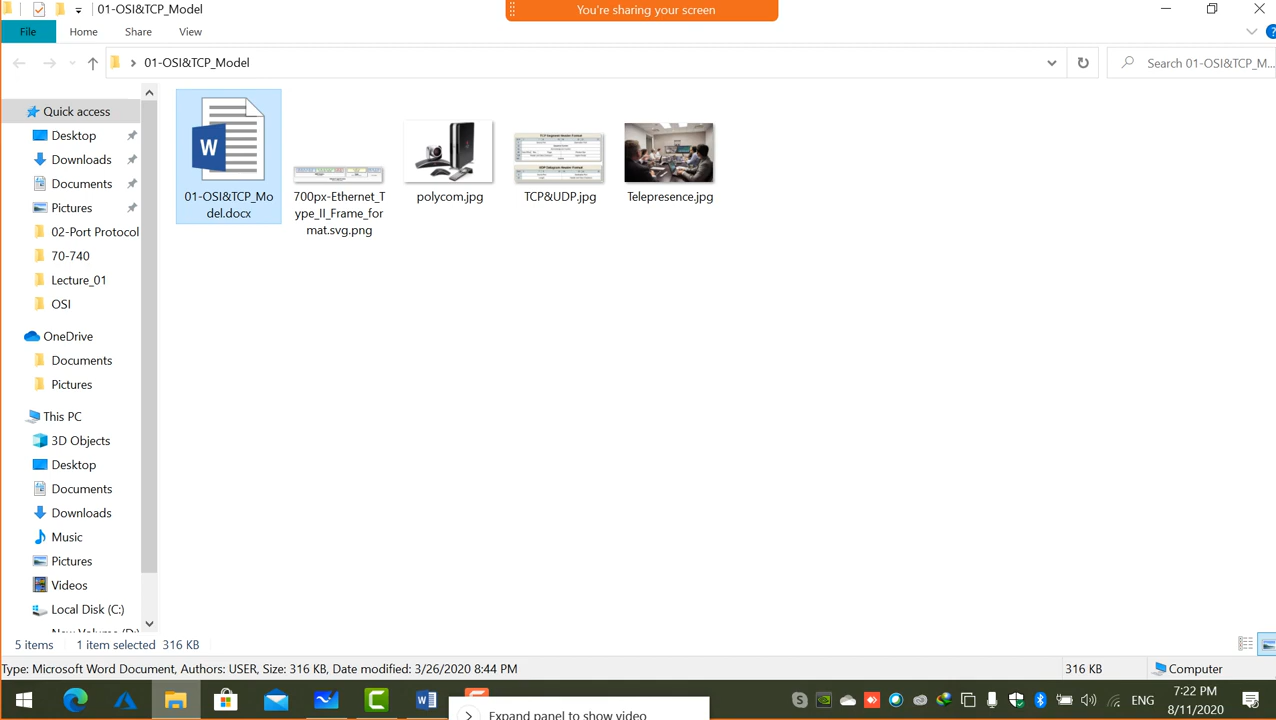 01-OSI&TCP_Model
You're sharing your screen
File
Home
Share
View
01-OSI&TCP_Model
Search 01-OSI&TCP_M...
Quick access
Desktop
Downloads
Documents
Pictures
02-Port Protocol
70-740
Lecture_01
OSI
OneDrive
Documents
Pictures
This PC
3D Objects
Desktop
Documents
Downloads
Music
Pictures
Videos
Local Disk (C:)
W
01-OSI&TCP_Mo
del.docx
700px-Ethernet_T
ype_II_Frame_for
mat.svg.png
polycom.jpg
TCP&UDP.jpg
Telepresence.jpg
5 items
1 item selected 316 KB
Type: Microsoft Word Document, Authors: USER, Size: 316 KB, Date modified: 3/26/2020 8:44 PM
316 KB
Computer
Expand panel to show video
ENG
7:22 PM
8/11/2020